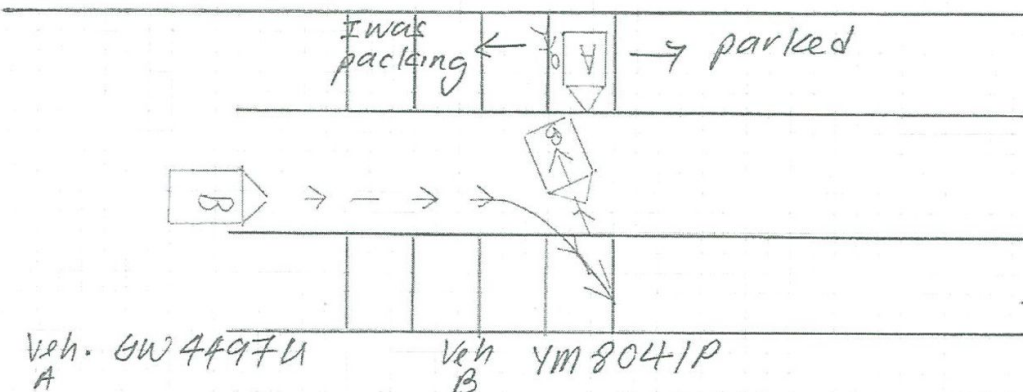 I was
packing
parked
A
B
B
Veh. GW 4497U
A
Veh YM 8041P
B